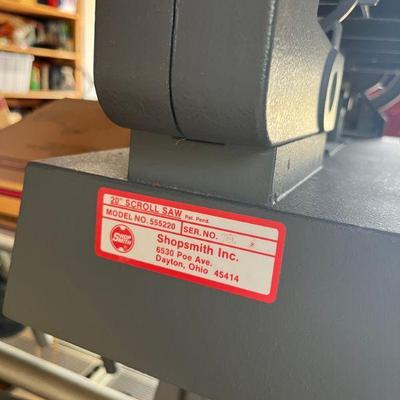 20" SCROLL SAW Pat. Pend.
MODEL NO. 555220 SER. NO.
Shopsmith Inc.
6530 Poe Ave.
Dayton, Ohio 45414